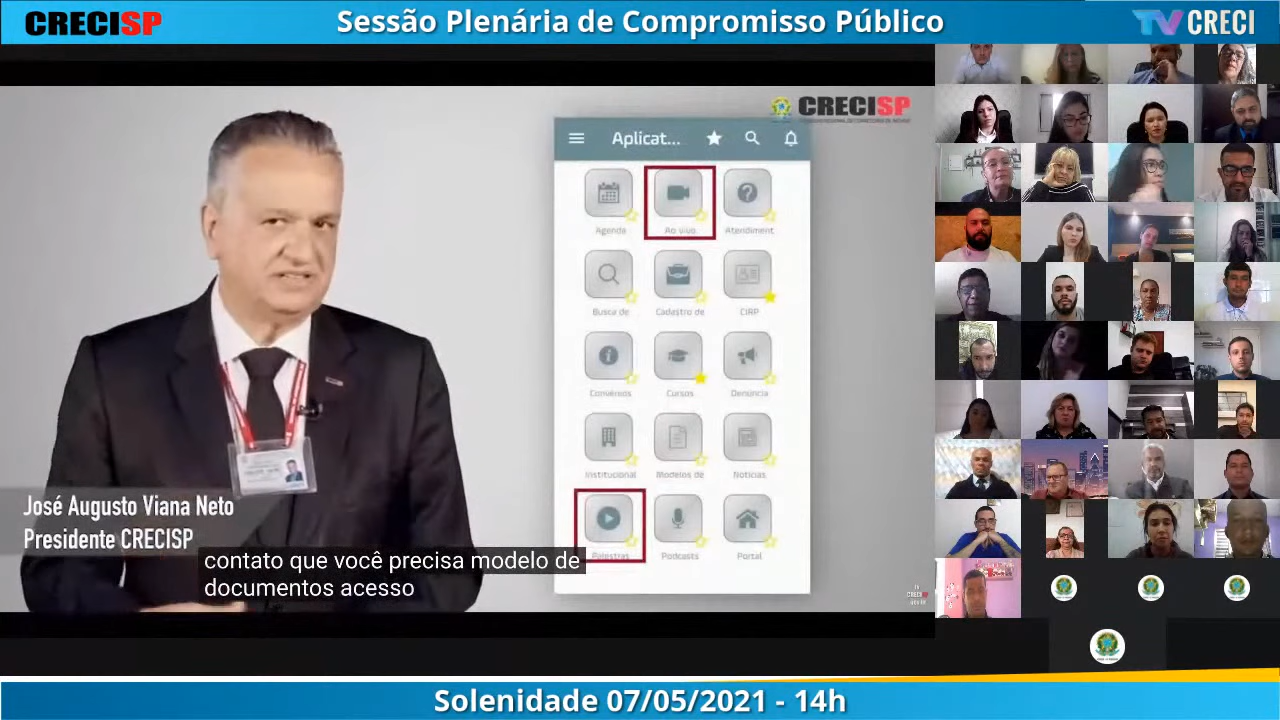 CRECISP
Sessão Plenária de Compromisso Público
TV CRECI
CRECISP
Aplicat...
Agenda
Ao vivo
Atendiment
Busca de
Cadastro de
CIRP
Convênios
Cursos
Denúncia
Institucional
Modelos de
Notícias
Palestras
Podcasts
Portal
José Augusto Viana Neto
Presidente CRECISP
contato que você precisa modelo de
documentos acesso
Solenidade 07/05/2021 - 14h